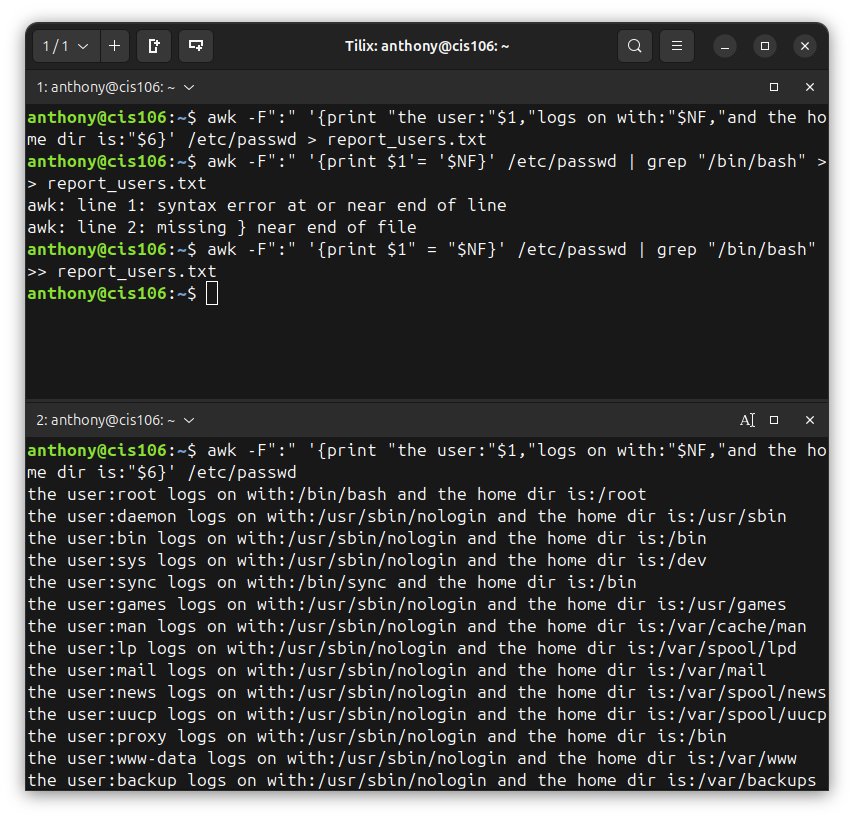 1 / 1
Tilix: anthony@cis106: ~
1: anthony@cis106: ~
anthony@cis106:~$ awk -F":" '{print "the user:"$1,"logs on with:"$NF,"and the ho
me dir is:"$6}' /etc/passwd > report_users.txt
anthony@cis106:~$ awk -F":" '{print $1'= '$NF}' /etc/passwd | grep "/bin/bash" >
> report_users.txt
awk: line 1: syntax error at or near end of line
awk: line 2: missing } near end of file
anthony@cis106:~$ awk -F":" '{print $1" = "$NF}' /etc/passwd | grep "/bin/bash"
>> report_users.txt
anthony@cis106:~$
2: anthony@cis106: ~
A
anthony@cis106:~$ awk -F":" '{print "the user:"$1,"logs on with:"$NF,"and the ho
me dir is:"$6}' /etc/passwd
the user:root logs on with:/bin/bash and the home dir is:/root
the user:daemon logs on with:/usr/sbin/nologin and the home dir is:/usr/sbin
the user:bin logs on with:/usr/sbin/nologin and the home dir is:/bin
the user:sys logs on with:/usr/sbin/nologin and the home dir is:/dev
the user:sync logs on with:/bin/sync and the home dir is:/bin
the user:games logs on with:/usr/sbin/nologin and the home dir is:/usr/games
the user:man logs on with:/usr/sbin/nologin and the home dir is:/var/cache/man
the user:lp logs on with:/usr/sbin/nologin and the home dir is:/var/spool/lpd
the user:mail logs on with:/usr/sbin/nologin and the home dir is:/var/mail
the user:news logs on with:/usr/sbin/nologin and the home dir is:/var/spool/news
the user:uucp logs on with:/usr/sbin/nologin and the home dir is:/var/spool/uucp
the user:proxy logs on with:/usr/sbin/nologin and the home dir is:/bin
the user:www-data logs on with:/usr/sbin/nologin and the home dir is:/var/www
the user:backup logs on with:/usr/sbin/nologin and the home dir is:/var/backups